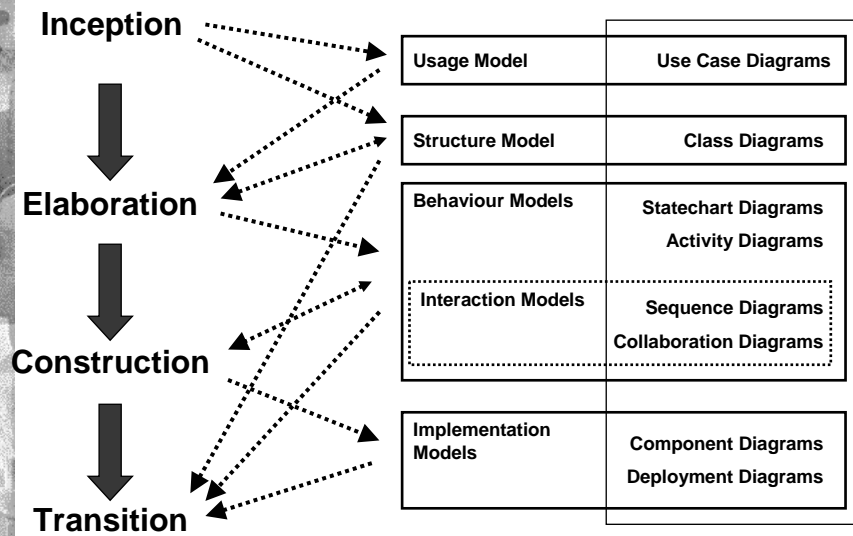 Inception
Elaboration
Construction
Transition
Usage Model
Use Case Diagrams
Structure Model
Class Diagrams
Behaviour Models
Statechart Diagrams
Activity Diagrams
Interaction Models
Sequence Diagrams
Collaboration Diagrams
Implementation
Models
Component Diagrams
Deployment Diagrams